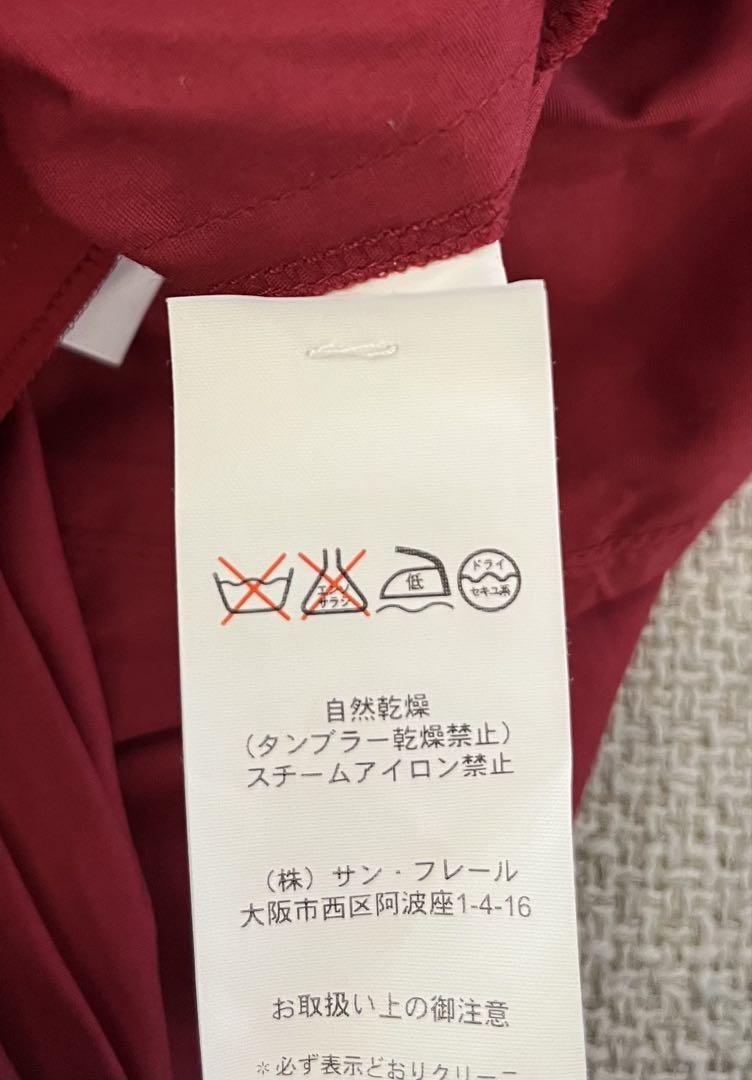 エンソ
サラシ
低
ドライ
セキユ系
自然乾燥
(タンブラー乾燥禁止)
スチームアイロン禁止
(株)サン・フレール
大阪市西区阿波座1-4-16
お取扱い上の御注意
*必ず表示どおりクリーニ